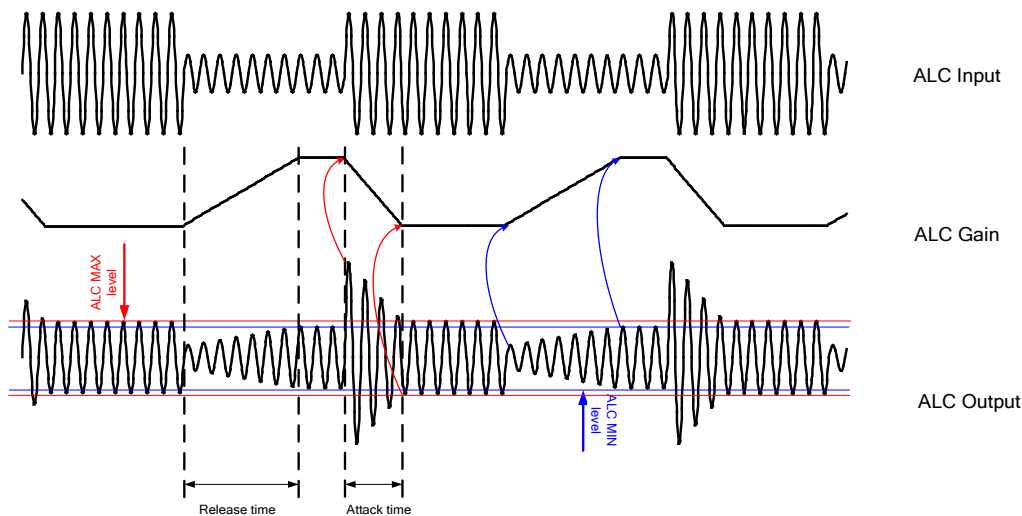 ALC Input
ALC Gain
ALC MAX
level
ALC MIN
level
ALC Output
Release time
Attack time